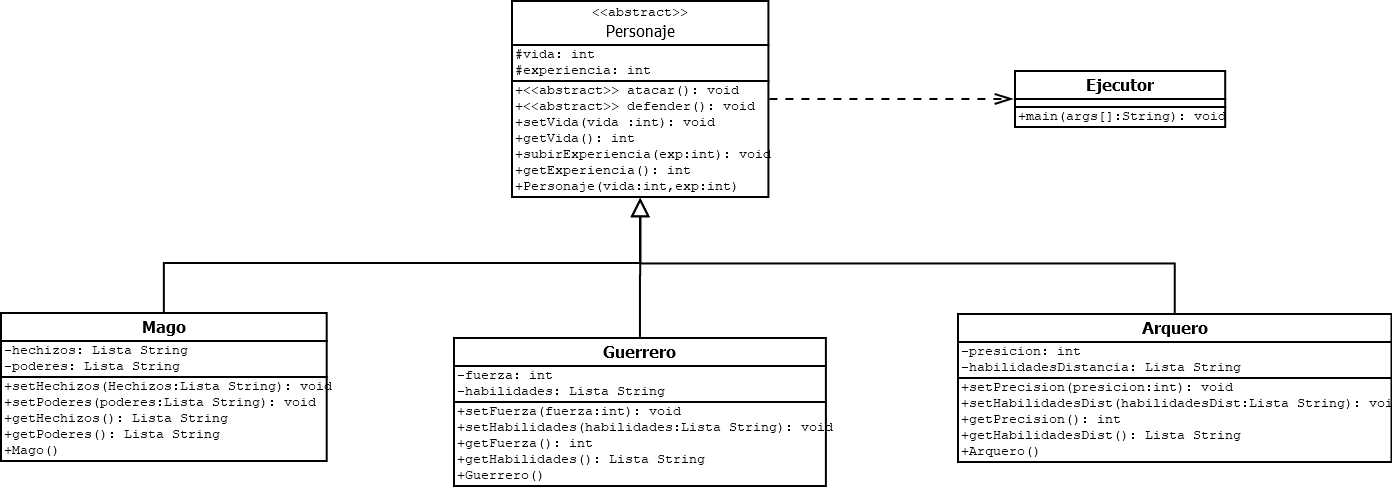 <<abstract>>
Personaje
#vida: int
#experiencia: int
+<<abstract>> atacar(): void
+<<abstract>> defender(): void
+setVida(vida :int): void
+getVida(): int
+subirExperiencia(exp:int): void
+getExperiencia(): int
+Personaje(vida:int,exp:int)
Ejecutor
+main(args[]:String): void
Mago
-hechizos: Lista String
-poderes: Lista String
+setHechizos(Hechizos:Lista String): void
+setPoderes(poderes:Lista String): void
+getHechizos(): Lista String
+getPoderes(): Lista String
+Mago()
Guerrero
-fuerza: int
-habilidades: Lista String
+setFuerza(fuerza:int): void
+setHabilidades(habilidades:Lista String): void
+getFuerza(): int
+getHabilidades(): Lista String
+Guerrero()
Arquero
-presicion: int
-habilidadesDistancia: Lista String
+setPrecision(presicion:int): void
+setHabilidadesDist(habilidadesDist:Lista String): voi
+getPrecision(): int
+getHabilidadesDist(): Lista String
+Arquero()